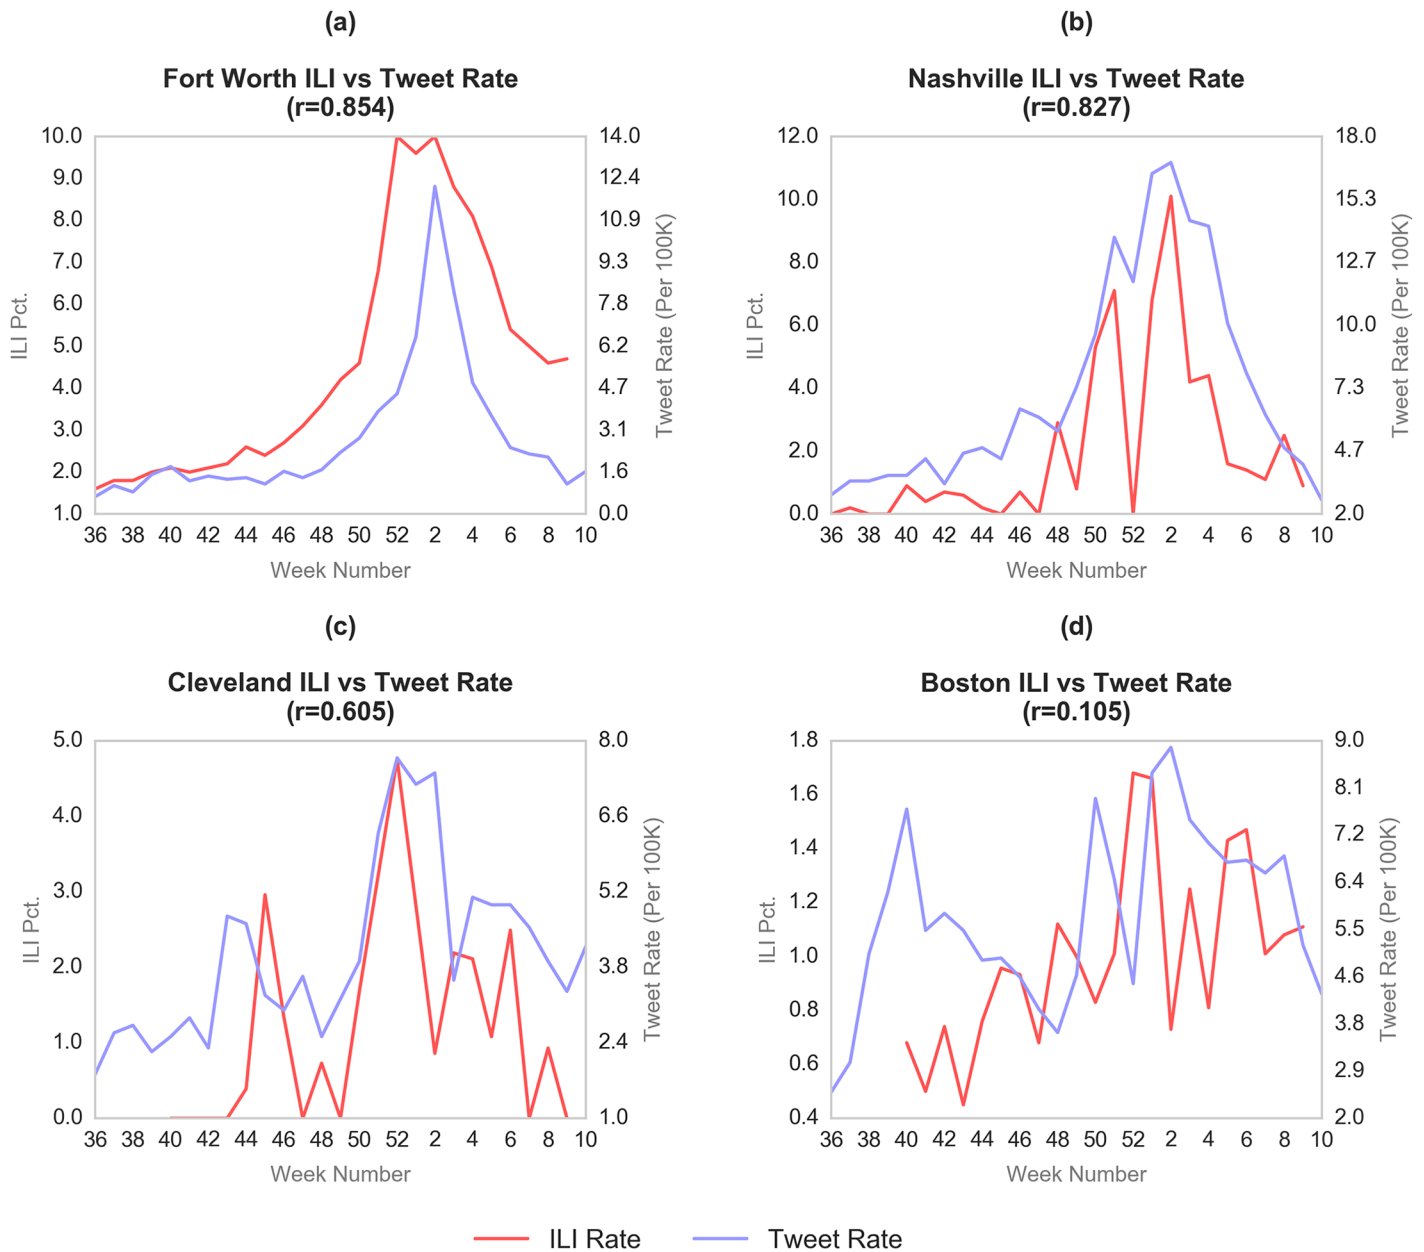 (a)
Fort Worth ILI vs Tweet Rate
(r=0.854)
10.0
9.0
8.0
7.0
6.0
5.0
4.0
3.0
2.0
1.0
ILI Pct.
14.0
12.4
10.9
9.3
7.8
6.2
4.7
3.1
1.6
0.0
Tweet Rate (Per 100K)
36 38 40 42 44 46 48 50 52 2 4 6 8 10
Week Number
(b)
Nashville ILI vs Tweet Rate
(r=0.827)
12.0
10.0
8.0
6.0
4.0
2.0
0.0
ILI Pct.
18.0
15.3
12.7
10.0
7.3
4.7
2.0
Tweet Rate (Per 100K)
36 38 40 42 44 46 48 50 52 2 4 6 8 10
Week Number
(c)
Cleveland ILI vs Tweet Rate
(r=0.605)
5.0
4.0
3.0
2.0
1.0
0.0
ILI Pct.
8.0
6.6
5.2
3.8
2.4
1.0
Tweet Rate (Per 100K)
36 38 40 42 44 46 48 50 52 2 4 6 8 10
Week Number
(d)
Boston ILI vs Tweet Rate
(r=0.105)
1.8
1.6
1.4
1.2
1.0
0.8
0.6
0.4
ILI Pct.
9.0
8.1
7.2
6.4
5.5
4.6
3.8
2.9
2.0
Tweet Rate (Per 100K)
36 38 40 42 44 46 48 50 52 2 4 6 8 10
Week Number
ILI Rate
Tweet Rate